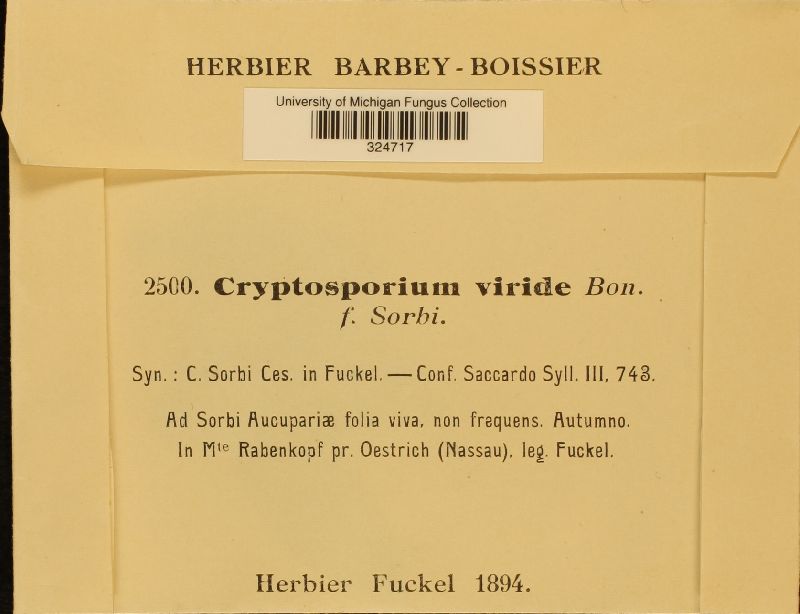 HERBIER BARBEY-BOISSIER
University of Michigan Fungus Collection
324717
2500. Cryptosporium viride Bon.
f. Sorbi.
Syn.: C. Sorbi Ces. in Fuckel. — Conf. Saccardo Syll. III, 743.
Ad Sorbi Aucupariæ folia viva, non frequens. Autumno.
In Mte Rabenkopf pr. Oestrich (Nassau), leg. Fuckel.
Herbier Fuckel 1894.